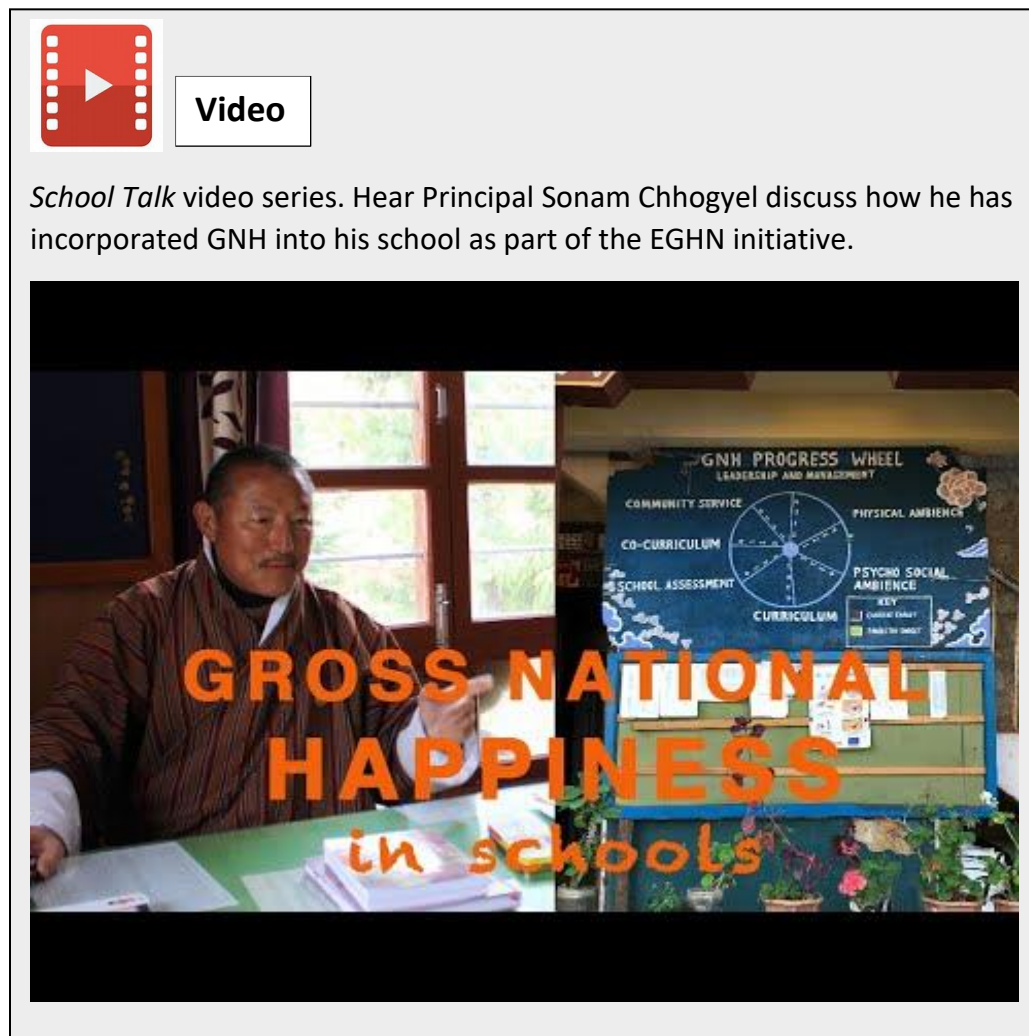 Video
School Talk video series. Hear Principal Sonam Chhogyel discuss how he has
incorporated GNH into his school as part of the EGHN initiative.
GNH PROGRESS WHEEL
LEADERSHIP AND MANAGEMENT
COMMUNITY SERVICE
PHYSICAL AMBIENCE
CO-CURRICULUM
SCHOOL ASSESSMENT
PSYCHO SOCIAL
AMBIENCE
CURRICULUM
KEY
GROSS NATIONAL
HAPPINESS
in schools